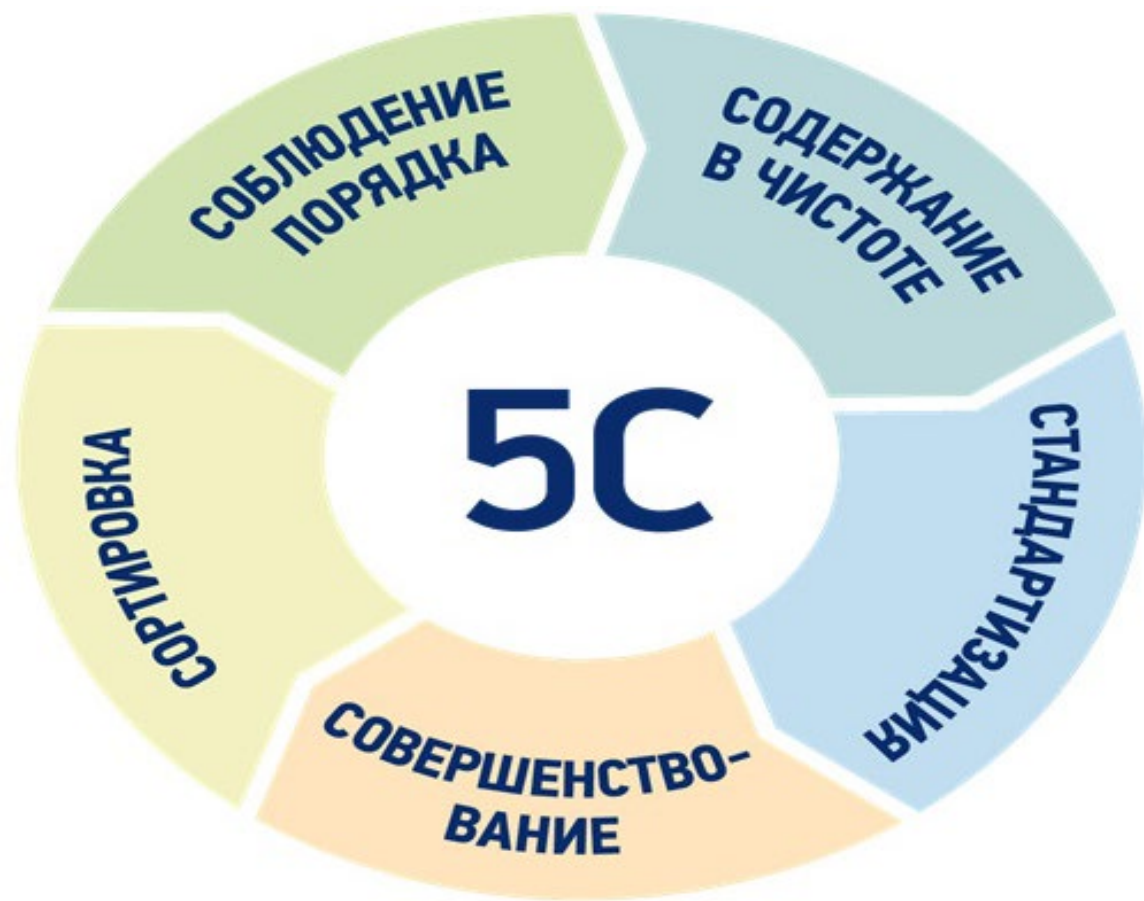 СОБЛЮДЕНИЕ
ПОРЯДКА
СОДЕРЖАНИЕ
В ЧИСТОТЕ
СТАНДАРТИЗАЦИЯ
СОВЕРШЕНСТВО-
ВАНИЕ
СОРТИРОВКА
5С